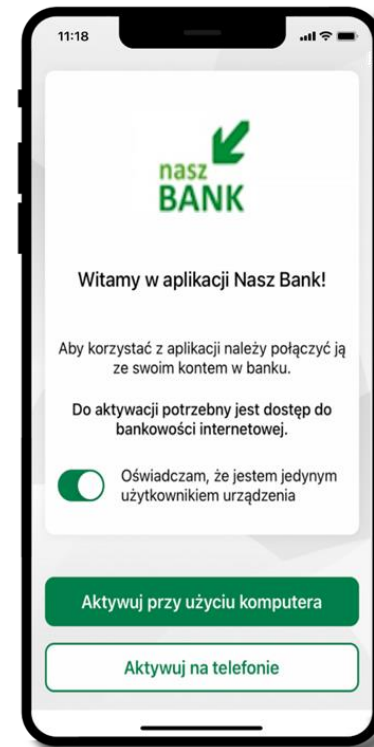 11:18
nasz
BANK
Witamy w aplikacji Nasz Bank!
Aby korzystać z aplikacji należy połączyć ją
ze swoim kontem w banku.
Do aktywacji potrzebny jest dostęp do
bankowości internetowej.
Oświadczam, że jestem jedynym
użytkownikiem urządzenia
Aktywuj przy użyciu komputera
Aktywuj na telefonie